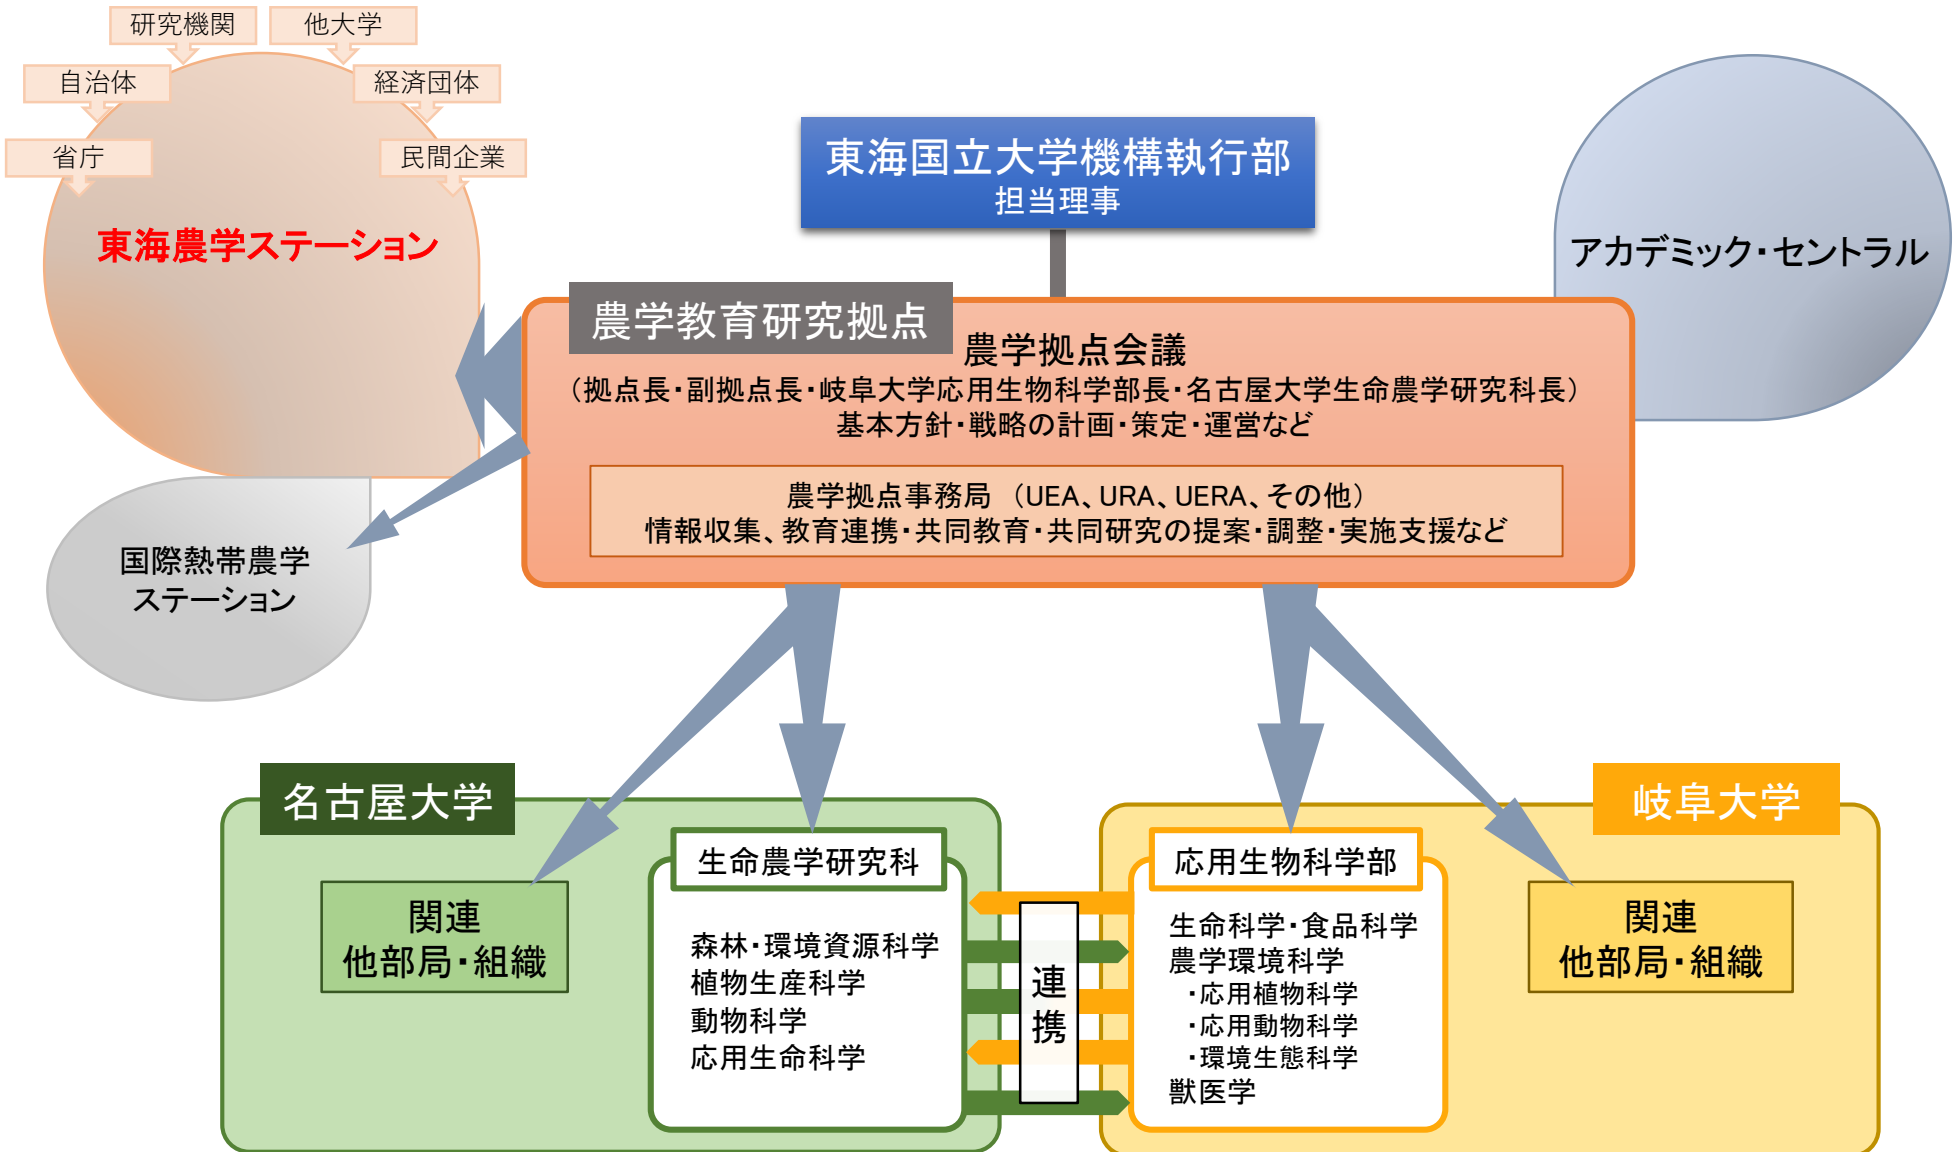 研究機関
他大学
自治体
経済団体
省庁
民間企業
東海農学ステーション
東海国立大学機構執行部
担当理事
アカデミック・セントラル
農学教育研究拠点
農学拠点会議
（拠点長・副拠点長・岐阜大学応用生物科学部長・名古屋大学生命農学研究科長）
基本方針・戦略の計画・策定・運営など
農学拠点事務局 （UEA、URA、UERA、その他）
情報収集、教育連携・共同教育・共同研究の提案・調整・実施支援など
国際熱帯農学
ステーション
名古屋大学
関連
他部局・組織
生命農学研究科
森林・環境資源科学
植物生産科学
動物科学
応用生命科学
連
携
岐阜大学
応用生物科学部
生命科学・食品科学
農学環境科学
・応用植物科学
・応用動物科学
・環境生態科学
獣医学
関連
他部局・組織